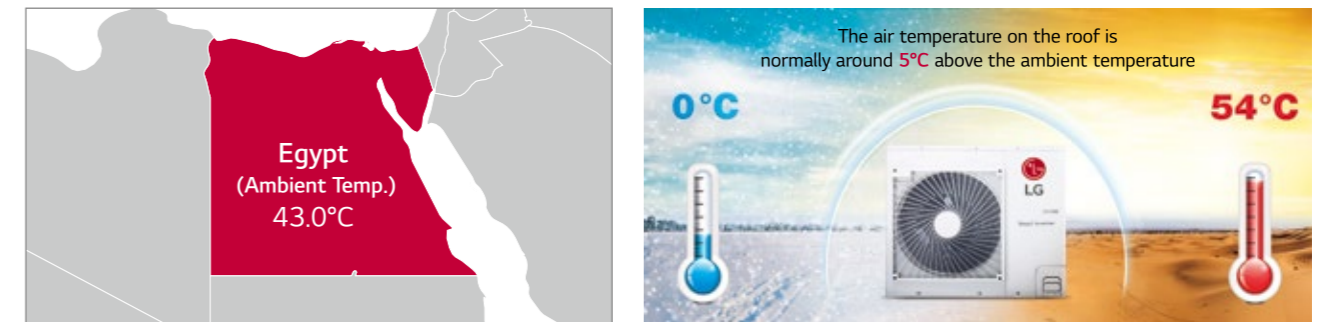 Egypt
(Ambient Temp.)
43.0°C
The air temperature on the roof is
normally around 5°C above the ambient temperature
0°C
54°C
LG